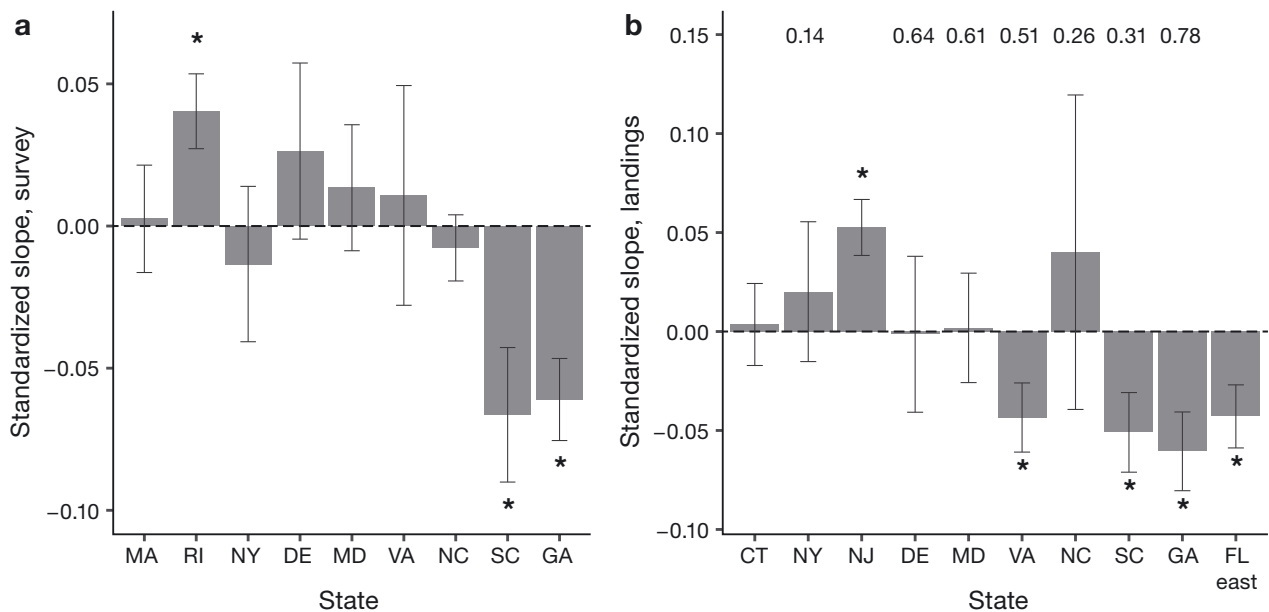 a
Standardized slope, survey
0.05
0.00
−0.05
−0.10
*
*
*
MA RI NY DE MD VA NC SC GA
State
b
Standardized slope, landings
0.15
0.10
0.05
0.00
−0.05
−0.10
0.14 0.64 0.61 0.51 0.26 0.31 0.78
*
*
*
*
*
CT NY NJ DE MD VA NC SC GA FL
east
State